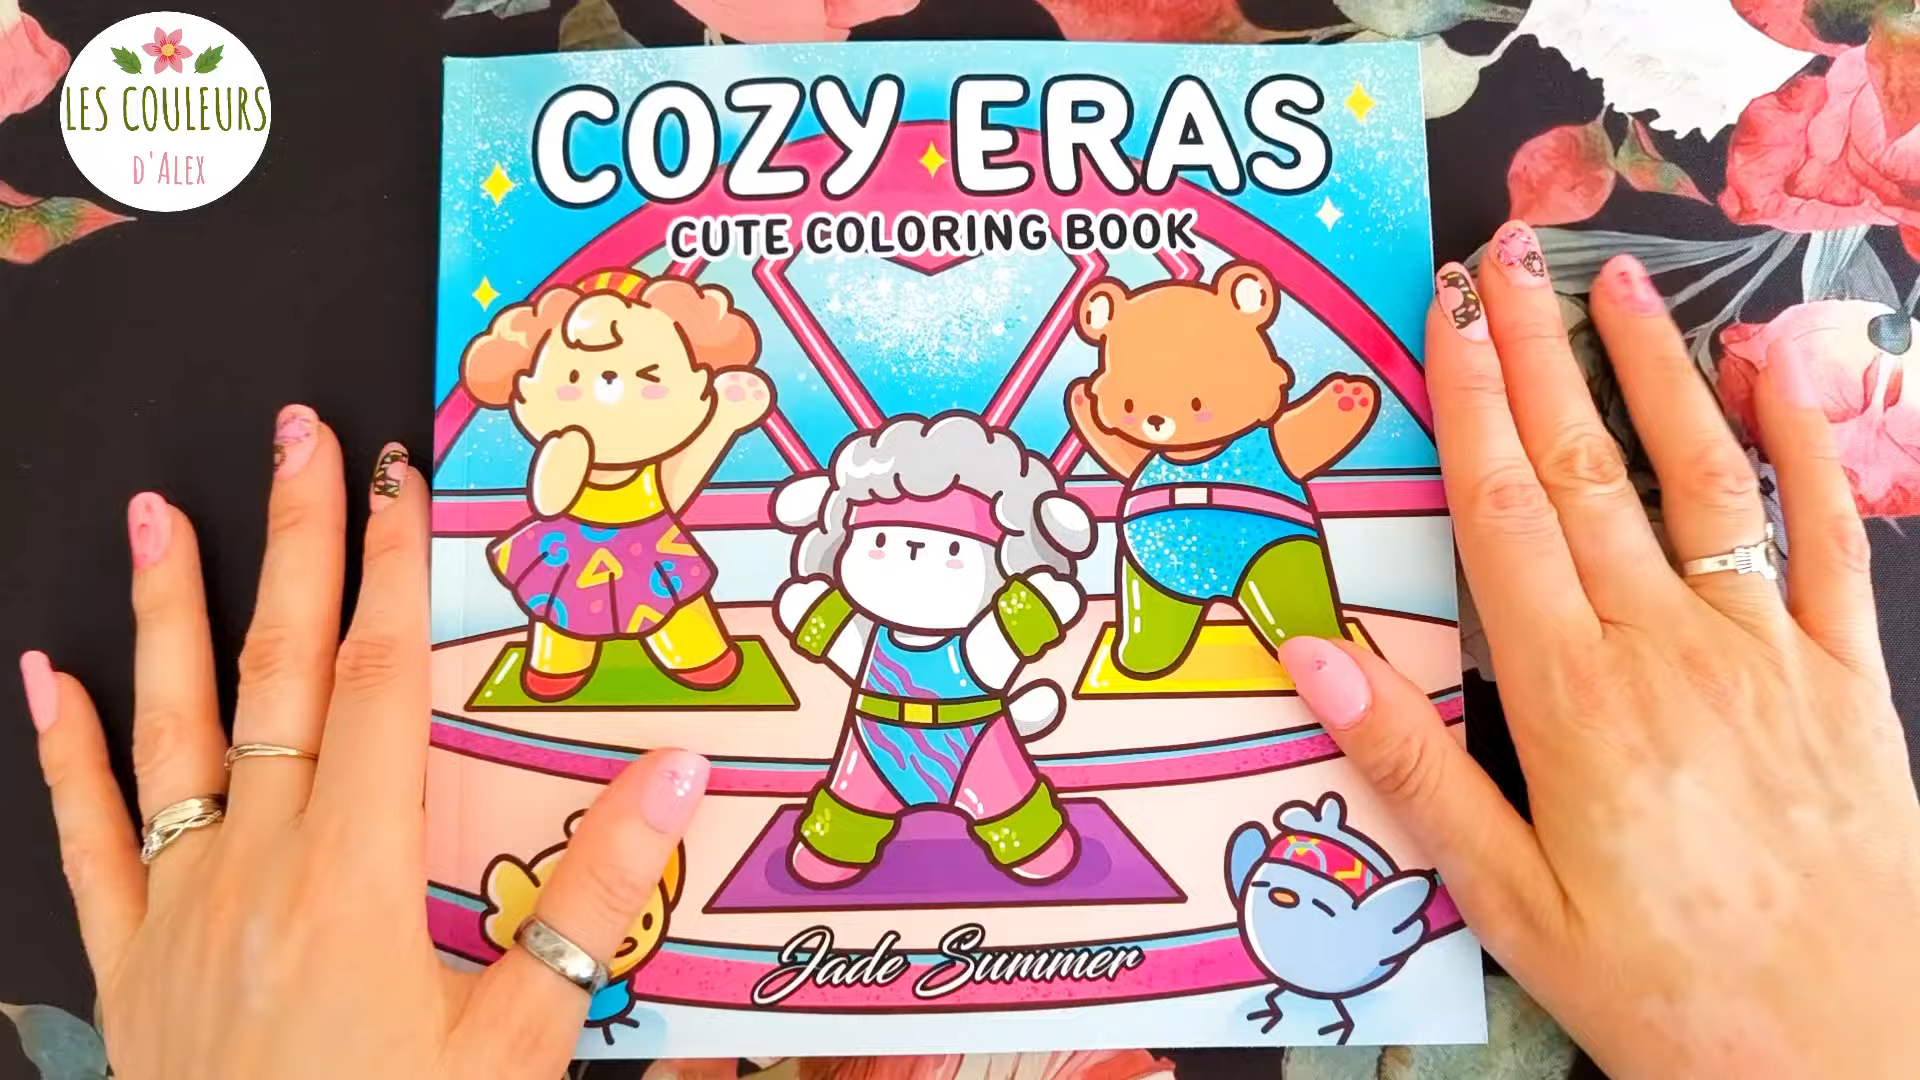 LES COULEURS
d'Alex
COZY ERAS
CUTE COLORING BOOK
Jade Summer